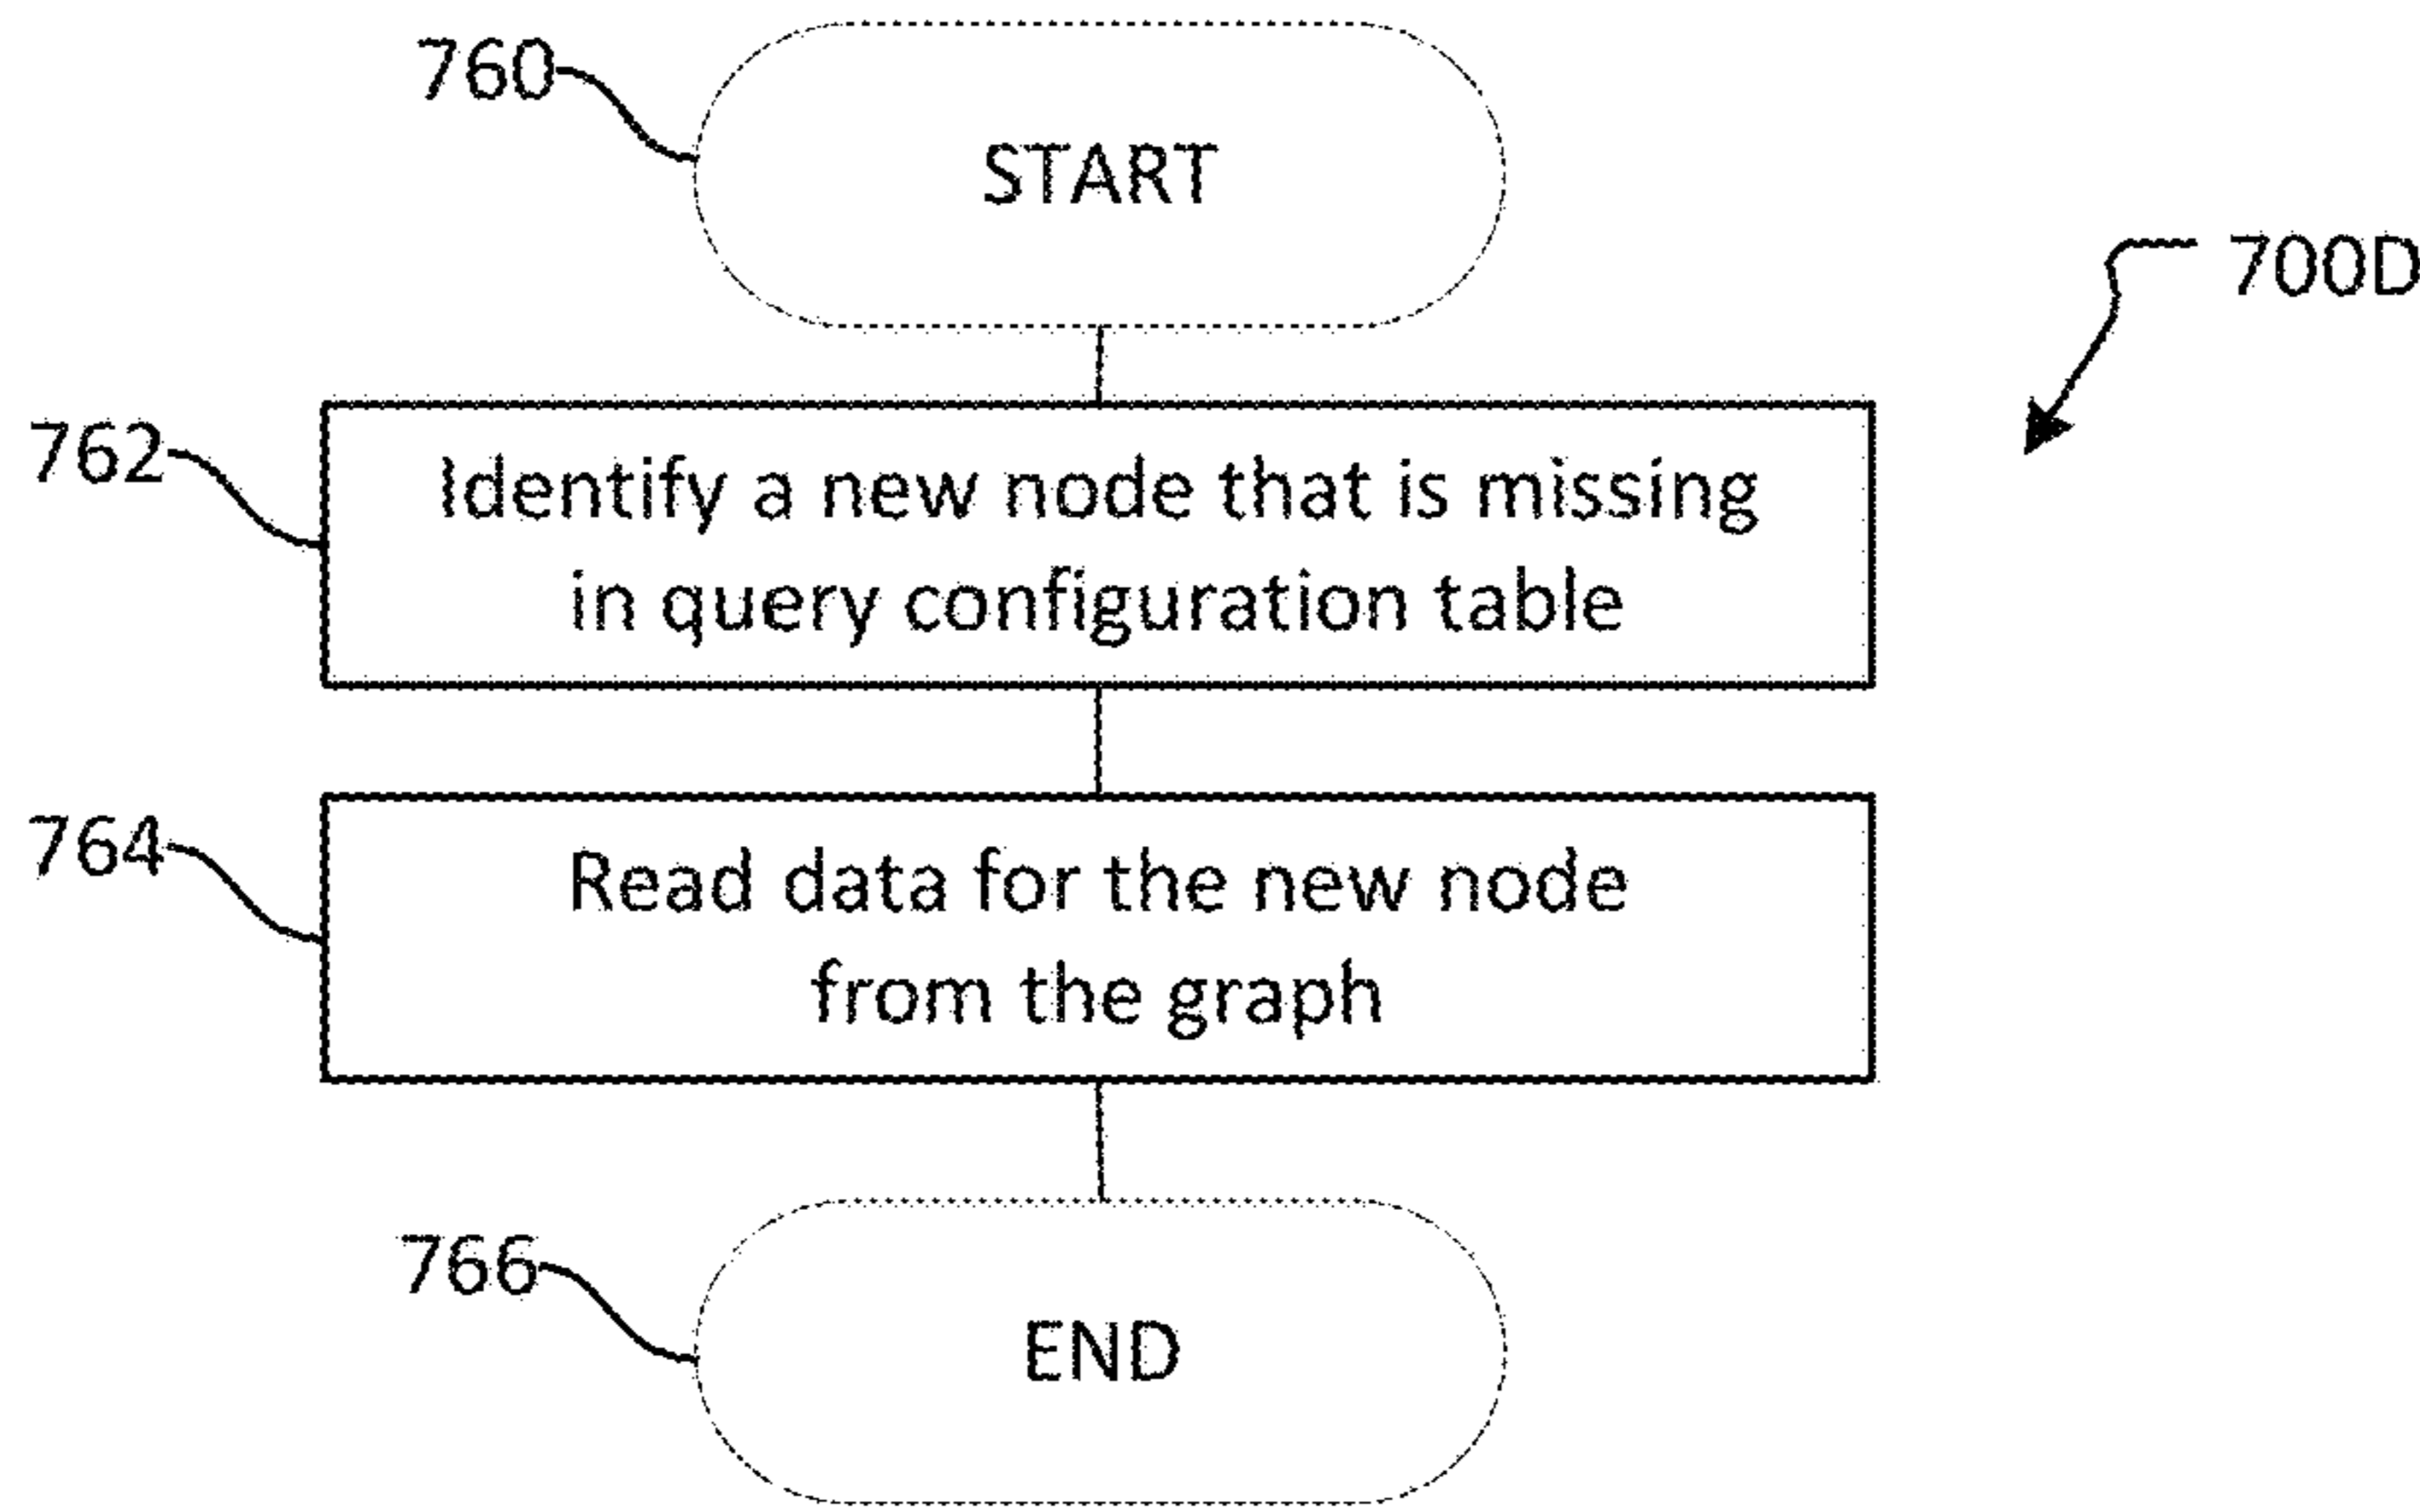 760
START
700D
762
Identify a new node that is missing
in query configuration table
764
Read data for the new node
from the graph
766
END